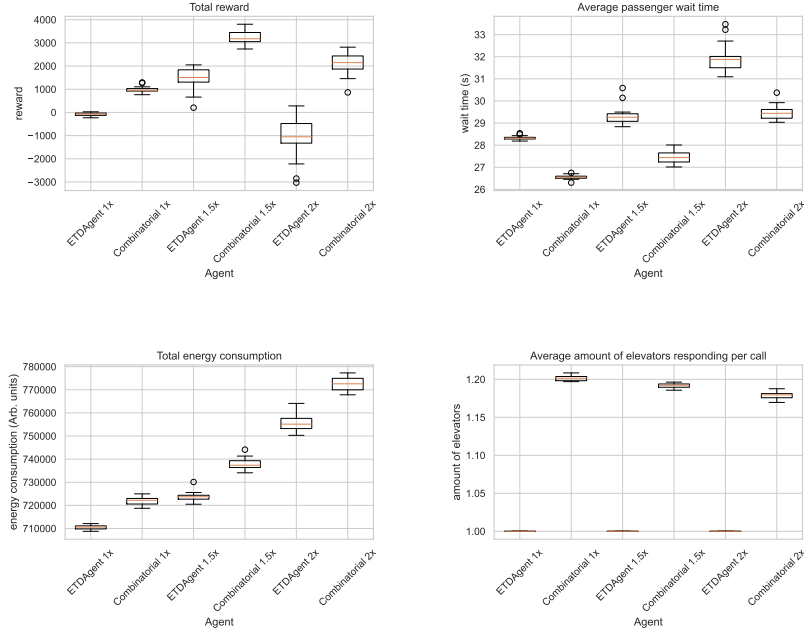 Total reward
4000
3000
2000
1000
0
−1000
−2000
−3000
reward
ETDAgent 1x
Combinatorial 1x
ETDAgent 1.5x
Combinatorial 1.5x
ETDAgent 2x
Combinatorial 2x
Agent
Average passenger wait time
33
32
31
30
29
28
27
26
wait time (s)
ETDAgent 1x
Combinatorial 1x
ETDAgent 1.5x
Combinatorial 1.5x
ETDAgent 2x
Combinatorial 2x
Agent
Total energy consumption
780000
770000
760000
750000
740000
730000
720000
710000
energy consumption (Arb. units)
ETDAgent 1x
Combinatorial 1x
ETDAgent 1.5x
Combinatorial 1.5x
ETDAgent 2x
Combinatorial 2x
Agent
Average amount of elevators responding per call
1.20
1.15
1.10
1.05
1.00
amount of elevators
ETDAgent 1x
Combinatorial 1x
ETDAgent 1.5x
Combinatorial 1.5x
ETDAgent 2x
Combinatorial 2x
Agent